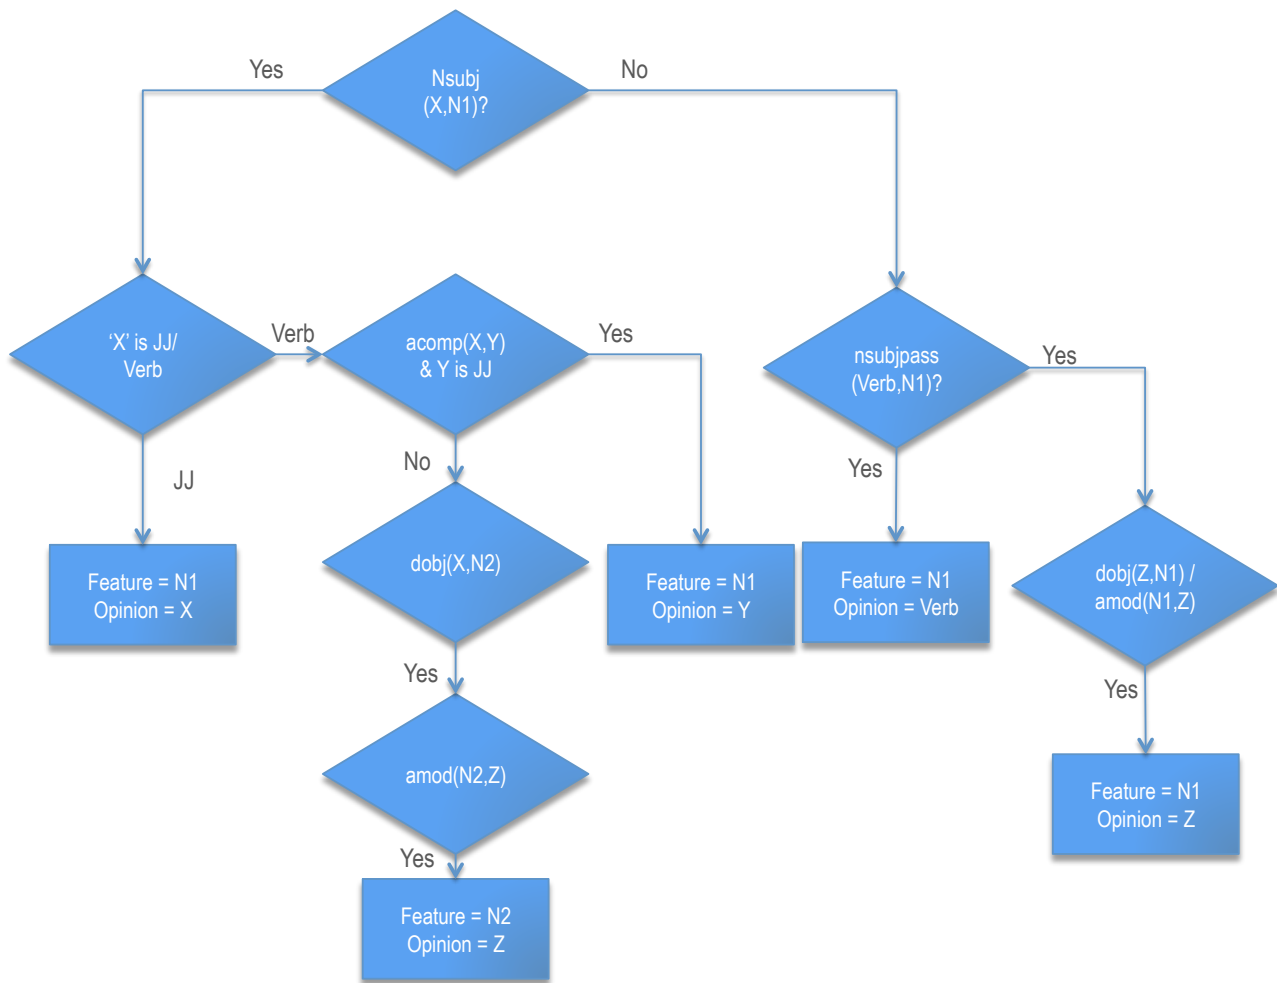 Yes
Nsubj
(X,N1)?
No
‘X’ is JJ/
Verb
Verb
acomp(X,Y)
& Y is JJ
Yes
nsubjpass
(Verb,N1)?
Yes
JJ
No
Yes
Feature = N1
Opinion = X
dobj(X,N2)
Feature = N1
Opinion = Y
Feature = N1
Opinion = Verb
dobj(Z,N1) /
amod(N1,Z)
Yes
Yes
amod(N2,Z)
Feature = N1
Opinion = Z
Yes
Feature = N2
Opinion = Z